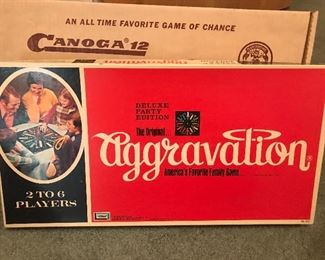 AN ALL TIME FAVORITE GAME OF CHANCE
CANOGA® 12
DELUXE
PARTY
EDITION
The Original...
aggravation®
America's Favorite Family Game
2 TO 6
PLAYERS